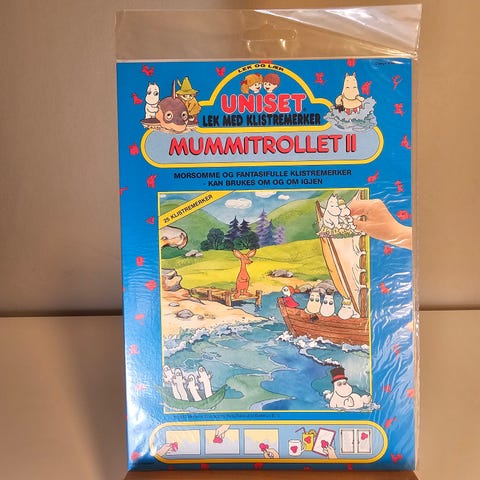 LEK OG LÆR
UNISET
LEK MED KLISTREMERKER
MUMMITROLLET II
MORSOMME OG FANTASIFULLE KLISTREMERKER
- KAN BRUKES OM OG OM IGJEN
25 KLISTREMERKER